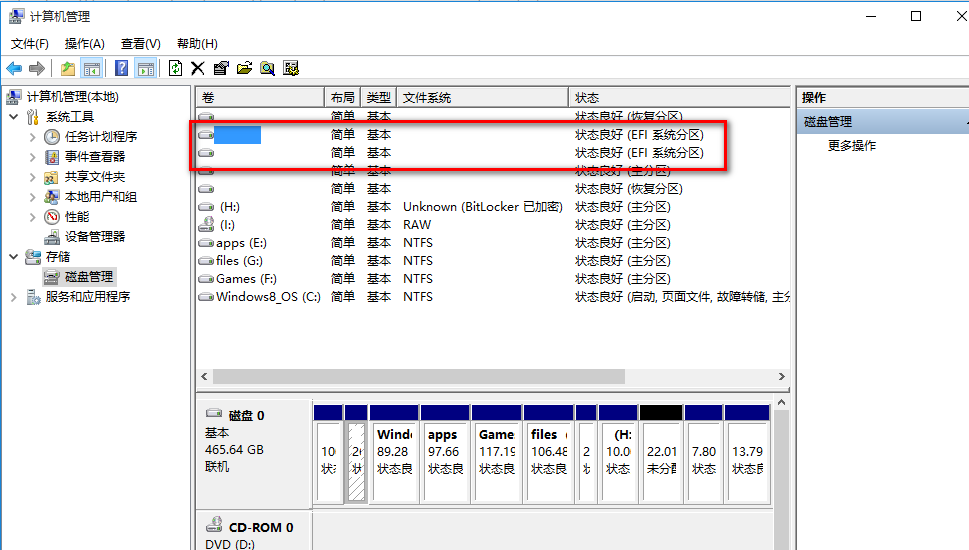 计算机管理
文件(F) 操作(A) 查看(V) 帮助(H)
计算机管理(本地)
系统工具
任务计划程序
事件查看器
共享文件夹
本地用户和组
性能
设备管理器
存储
磁盘管理
服务和应用程序
卷 布局 类型 文件系统 状态
简单 基本 状态良好 (恢复分区)
简单 基本 状态良好 (EFI 系统分区)
简单 基本 状态良好 (EFI 系统分区)
简单 基本 状态良好 (主分区)
简单 基本 状态良好 (恢复分区)
(H:) 简单 基本 Unknown (BitLocker 已加密) 状态良好 (主分区)
(I:) 简单 基本 RAW 状态良好 (主分区)
apps (E:) 简单 基本 NTFS 状态良好 (主分区)
files (G:) 简单 基本 NTFS 状态良好 (主分区)
Games (F:) 简单 基本 NTFS 状态良好 (主分区)
Windows8_OS (C:) 简单 基本 NTFS 状态良好 (启动, 页面文件, 故障转储, 主分
操作
磁盘管理
更多操作
磁盘 0
基本
465.64 GB
联机
10
状
2
状
Windo
89.28
状态良
apps
97.66
状态良
Game
117.19
状态良
files
106.48
状态良
2
(H:
10.0
状态良
22.01
未分配
7.80
状态良
13.79
状态良
CD-ROM 0
DVD (D:)